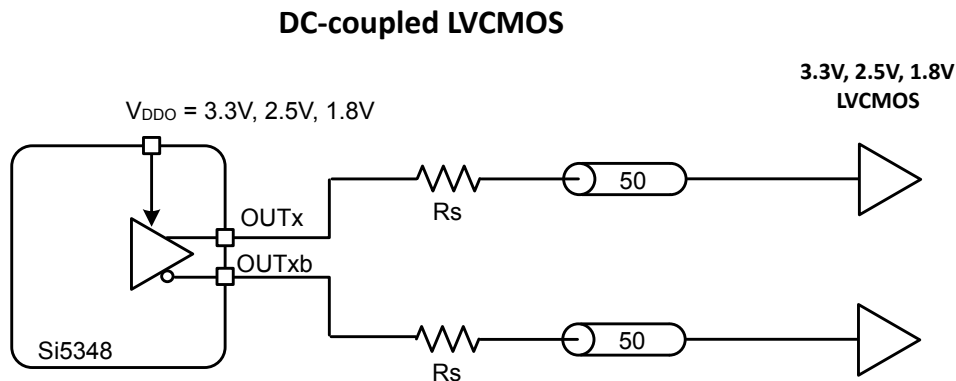 DC-coupled LVCMOS
3.3V, 2.5V, 1.8V
LVCMOS
VDDO = 3.3V, 2.5V, 1.8V
OUTx
Rs
50
OUTxb
Rs
50
Si5348